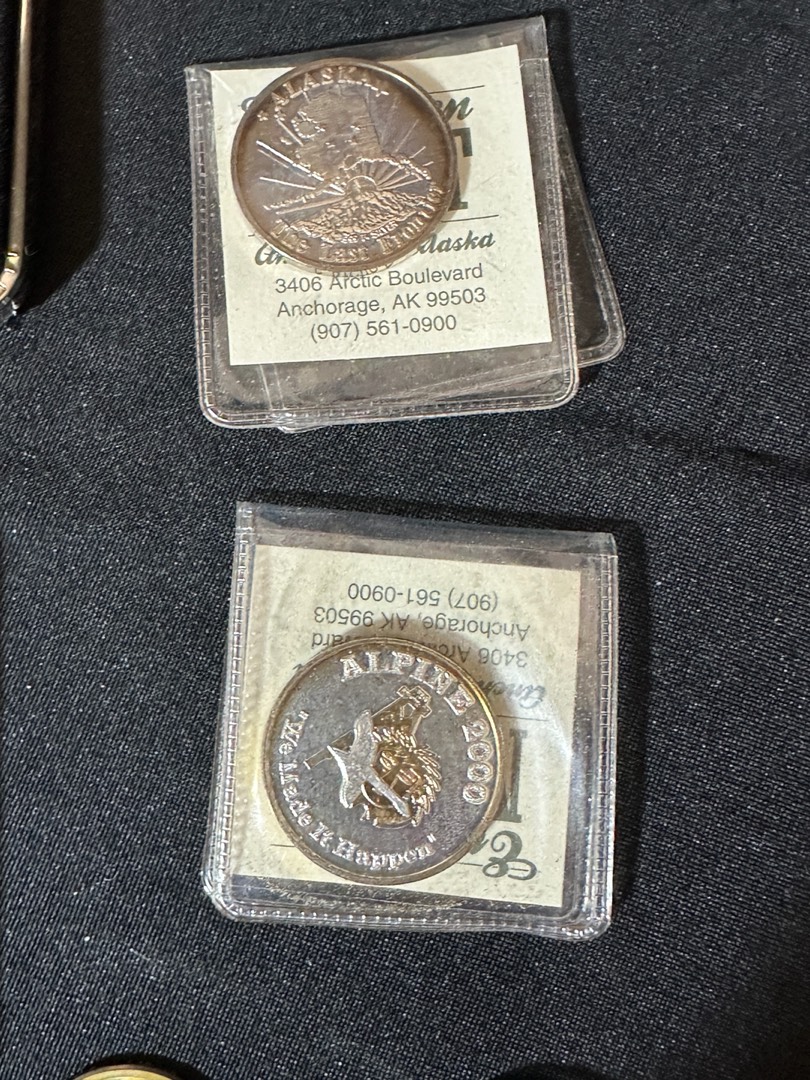 ALASKA
The Last Frontier
Alaska
3406 Arctic Boulevard
Anchorage, AK 99503
(907) 561-0900
(907) 561-0900
Anchorage, AK 99503
3406
ALPINE 2000
"We Made It Happen"